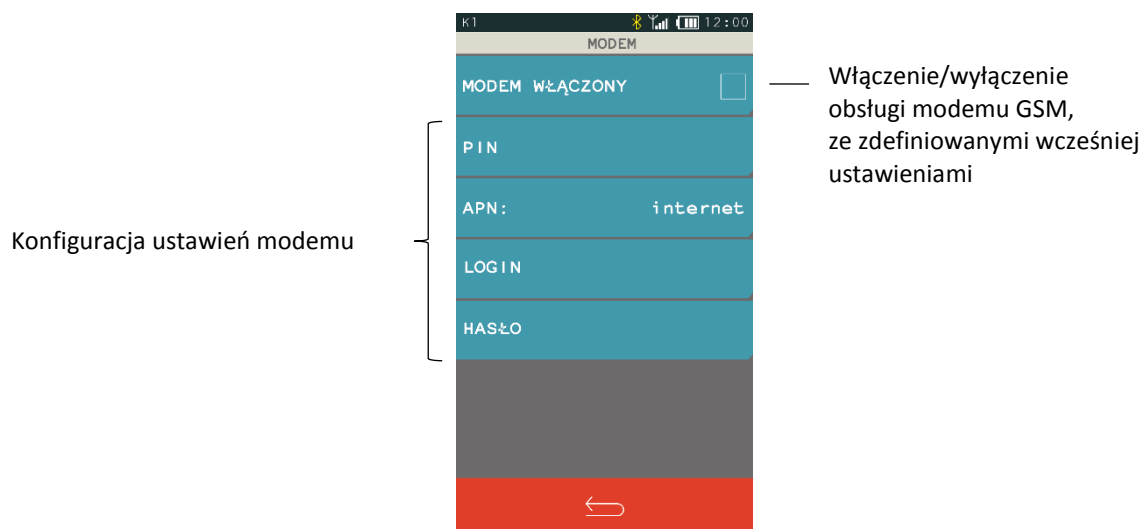 K1 12:00
MODEM
MODEM WŁĄCZONY
PIN
APN: internet
LOGIN
HASŁO
Konfiguracja ustawień modemu
Włączenie/wyłączenie
obsługi modemu GSM,
ze zdefiniowanymi wcześniej
ustawieniami